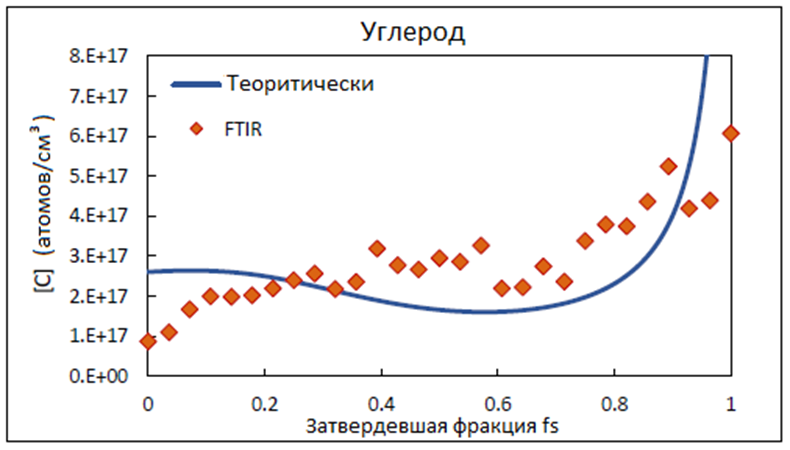 Углерод
8.E+17
7.E+17
6.E+17
5.E+17
4.E+17
3.E+17
2.E+17
1.E+17
0.E+00
[C] (атомов/см³)
Теоритически
FTIR
0 0.2 0.4 0.6 0.8 1
Затвердевшая фракция fs